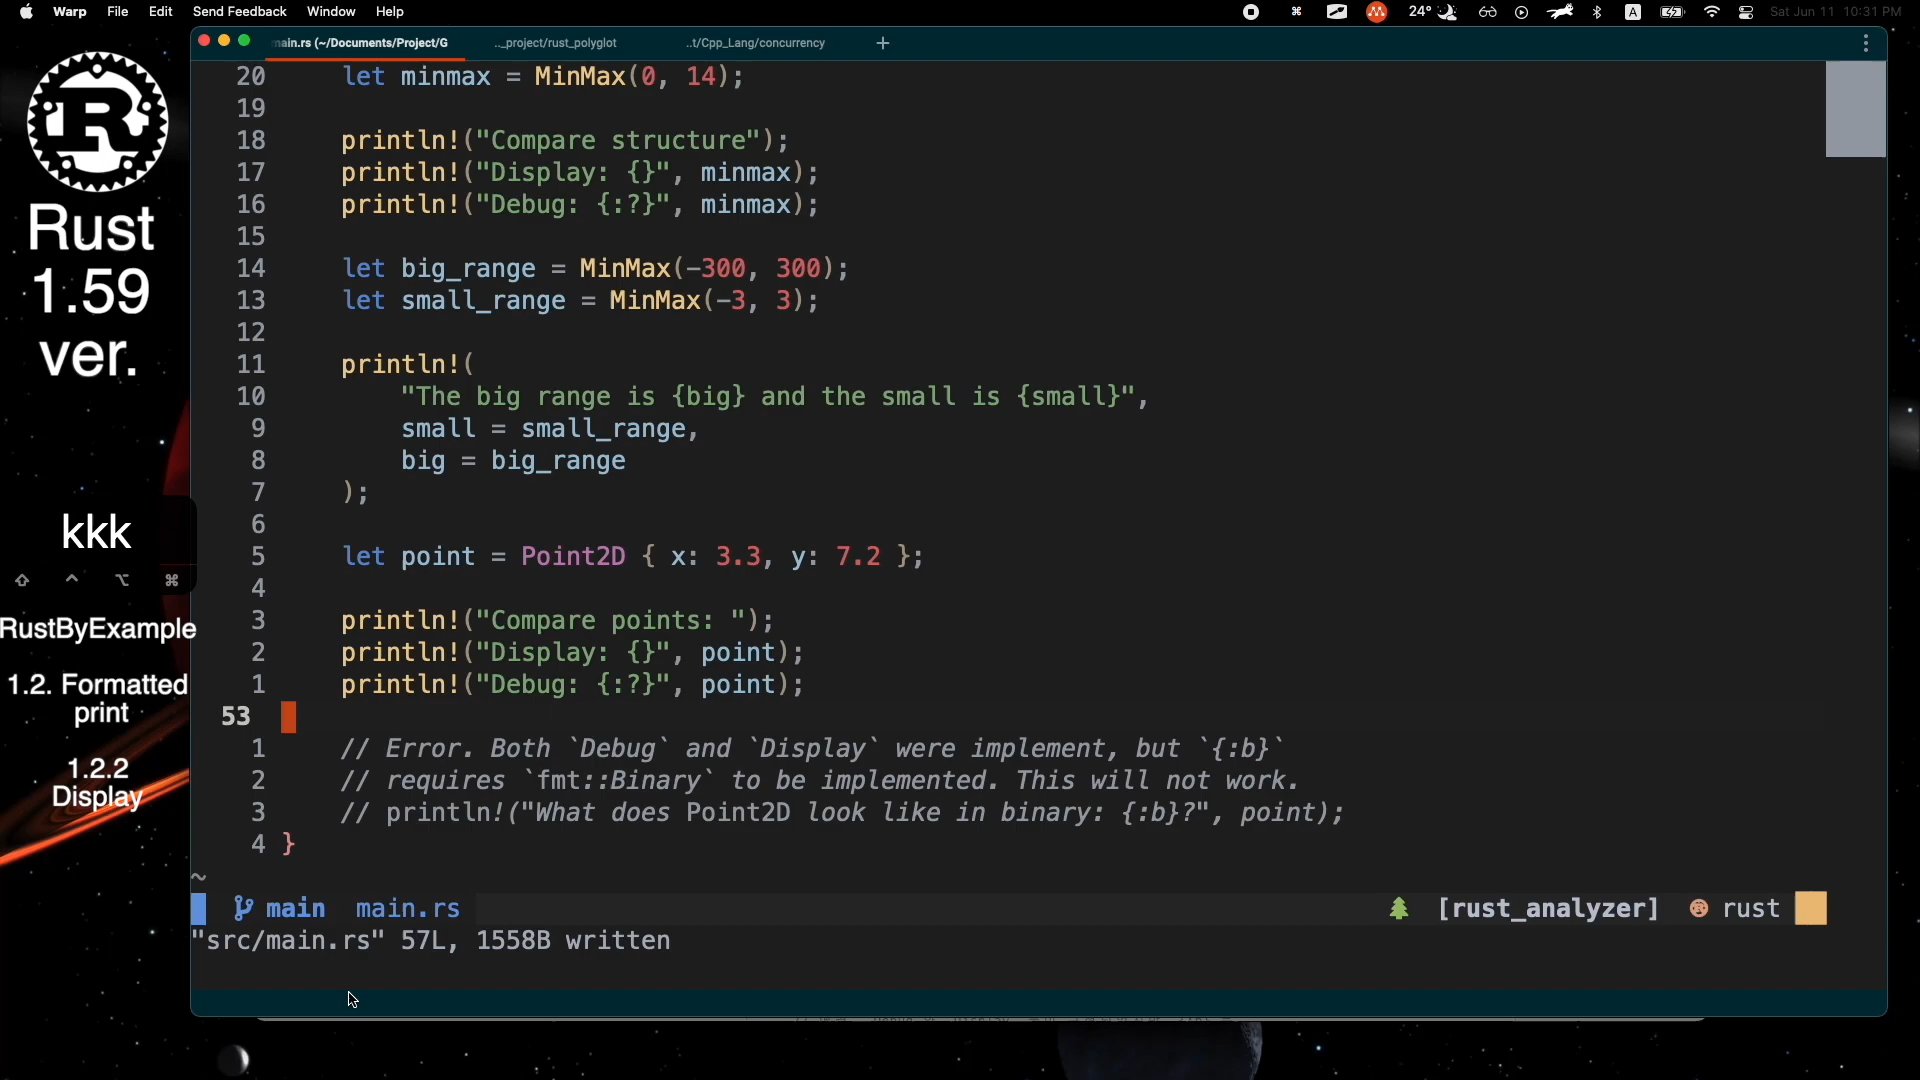 Warp File Edit Send Feedback Window Help
24° A Sat Jun 11 10:31 PM
main.rs (~/Documents/Project/G
..._project/rust_polyglot
..t/Cpp_Lang/concurrency
+
R
Rust
1.59
ver.
kkk
RustByExample
1.2. Formatted
print
1.2.2
Display
20 let minmax = MinMax(0, 14);
19
18 println!("Compare structure");
17 println!("Display: {}", minmax);
16 println!("Debug: {:?}", minmax);
15
14 let big_range = MinMax(-300, 300);
13 let small_range = MinMax(-3, 3);
12
11 println!(
10 "The big range is {big} and the small is {small}",
9 small = small_range,
8 big = big_range
7 );
6
5 let point = Point2D { x: 3.3, y: 7.2 };
4
3 println!("Compare points: ");
2 println!("Display: {}", point);
1 println!("Debug: {:?}", point);
53
1 // Error. Both `Debug` and `Display` were implement, but `{:b}`
2 // requires `fmt::Binary` to be implemented. This will not work.
3 // println!("What does Point2D look like in binary: {:b}?", point);
4 }
~
main main.rs [rust_analyzer] rust
"src/main.rs" 57L, 1558B written